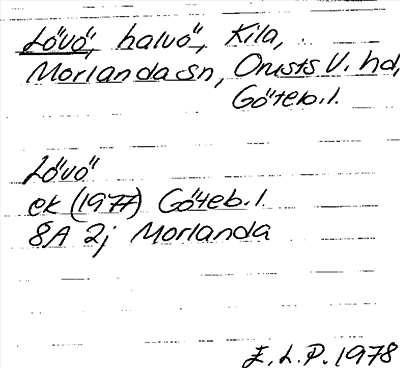 Lövö, halvö, Kila,
Morlanda sn, Orusts V. hd,
Göteb.l.
Lövö
ek (1977) Göteb.l
8A 2j Morlanda
E.L.P. 1978